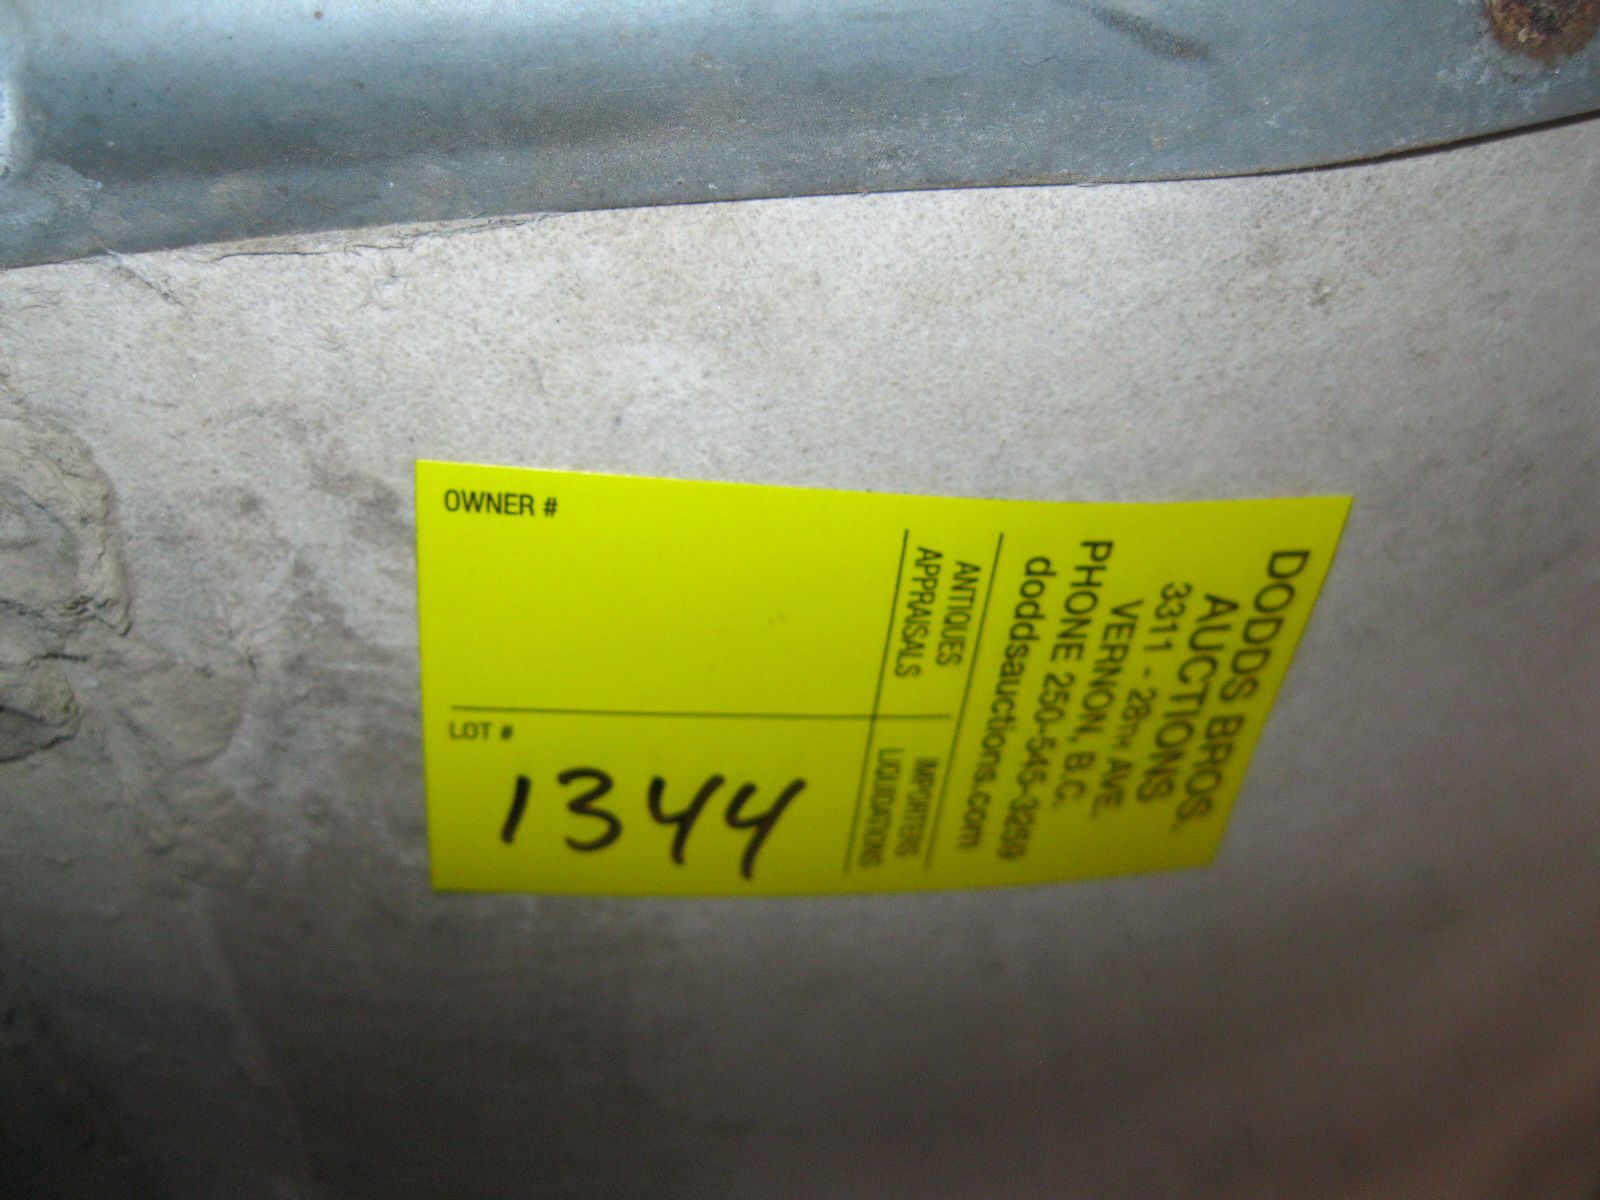 DODDS BROS.
AUCTIONS
3311 - 28TH AVE.
VERNON, B.C.
PHONE 250-545-3259
doddsauctions.com
ANTIQUES
APPRAISALS
IMPORTERS
LIQUIDATIONS
OWNER #
LOT #
1344